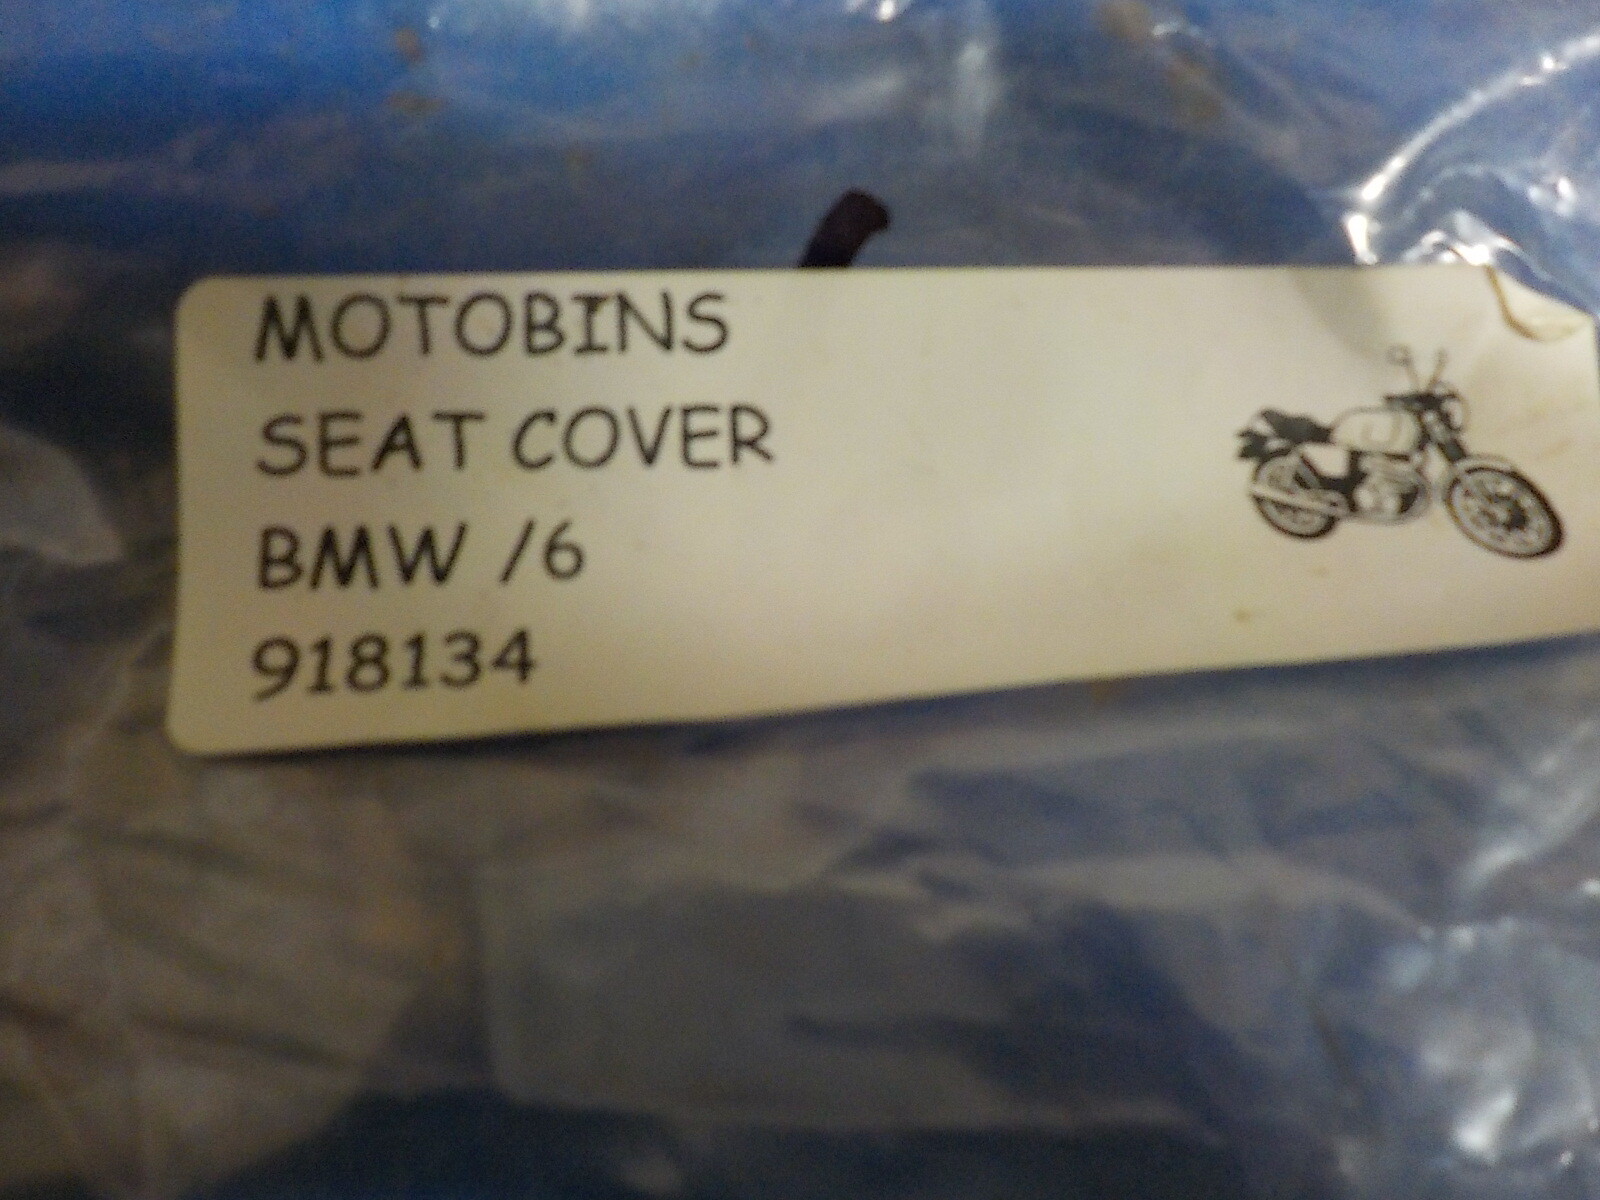 MOTOBINS
SEAT COVER
BMW /6
918134